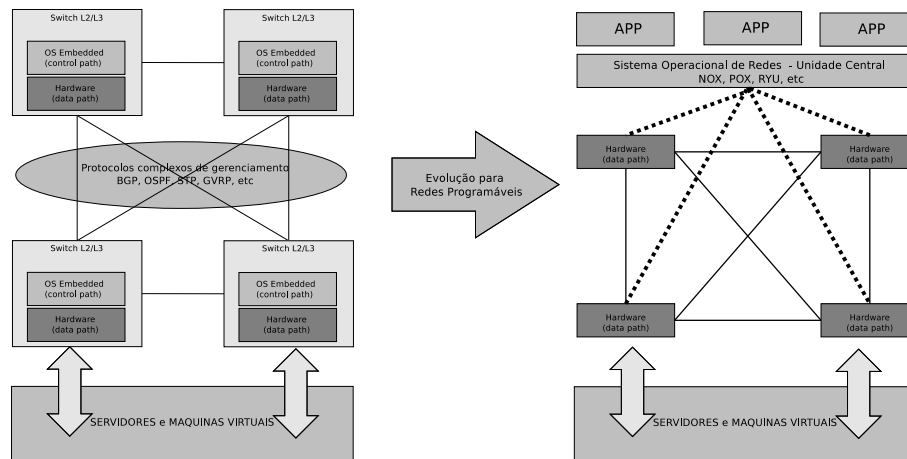 Switch L2/L3
OS Embedded
(control path)
Hardware
(data path)
Switch L2/L3
OS Embedded
(control path)
Hardware
(data path)
Protocolos complexos de gerenciamento
BGP, OSPF, STP, GVRP, etc
Switch L2/L3
OS Embedded
(control path)
Hardware
(data path)
Switch L2/L3
OS Embedded
(control path)
Hardware
(data path)
SERVIDORES e MAQUINAS VIRTUAIS
Evolução para
Redes Programáveis
APP
APP
APP
Sistema Operacional de Redes - Unidade Central
NOX, POX, RYU, etc
Hardware
(data path)
Hardware
(data path)
Hardware
(data path)
Hardware
(data path)
SERVIDORES e MAQUINAS VIRTUAIS